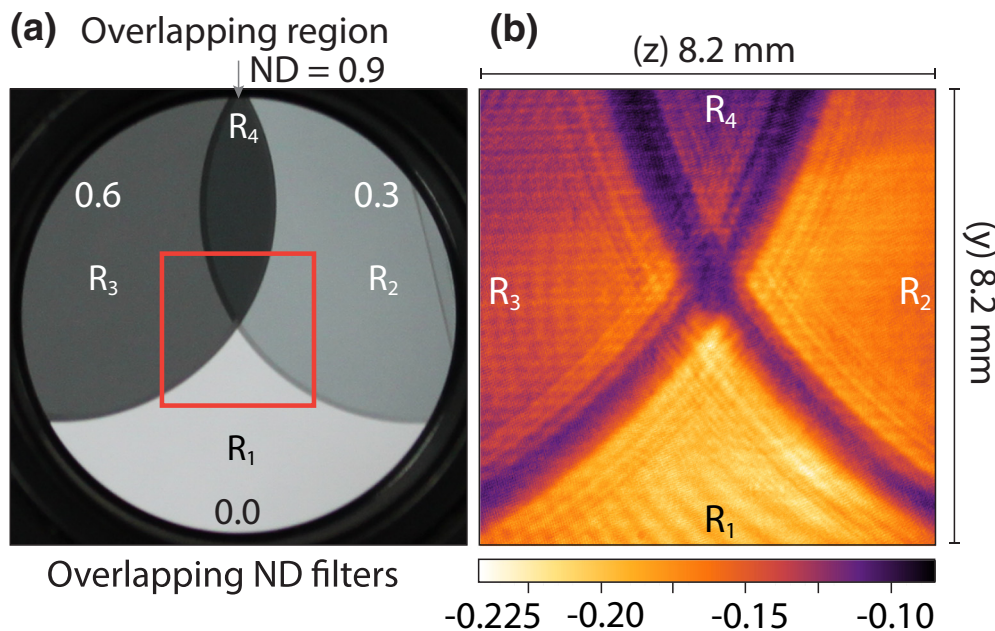 (a) Overlapping region
ND = 0.9
R₄
0.6
0.3
R₃
R₂
R₁
0.0
Overlapping ND filters
(b)
(z) 8.2 mm
R₄
R₃
R₂
(y) 8.2 mm
R₁
-0.225 -0.20 -0.15 -0.10